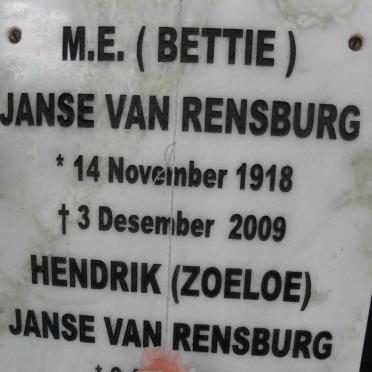 M.E. ( BETTIE )
JANSE VAN RENSBURG
* 14 November 1918
† 3 Desember 2009
HENDRIK (ZOELOE)
JANSE VAN RENSBURG
*